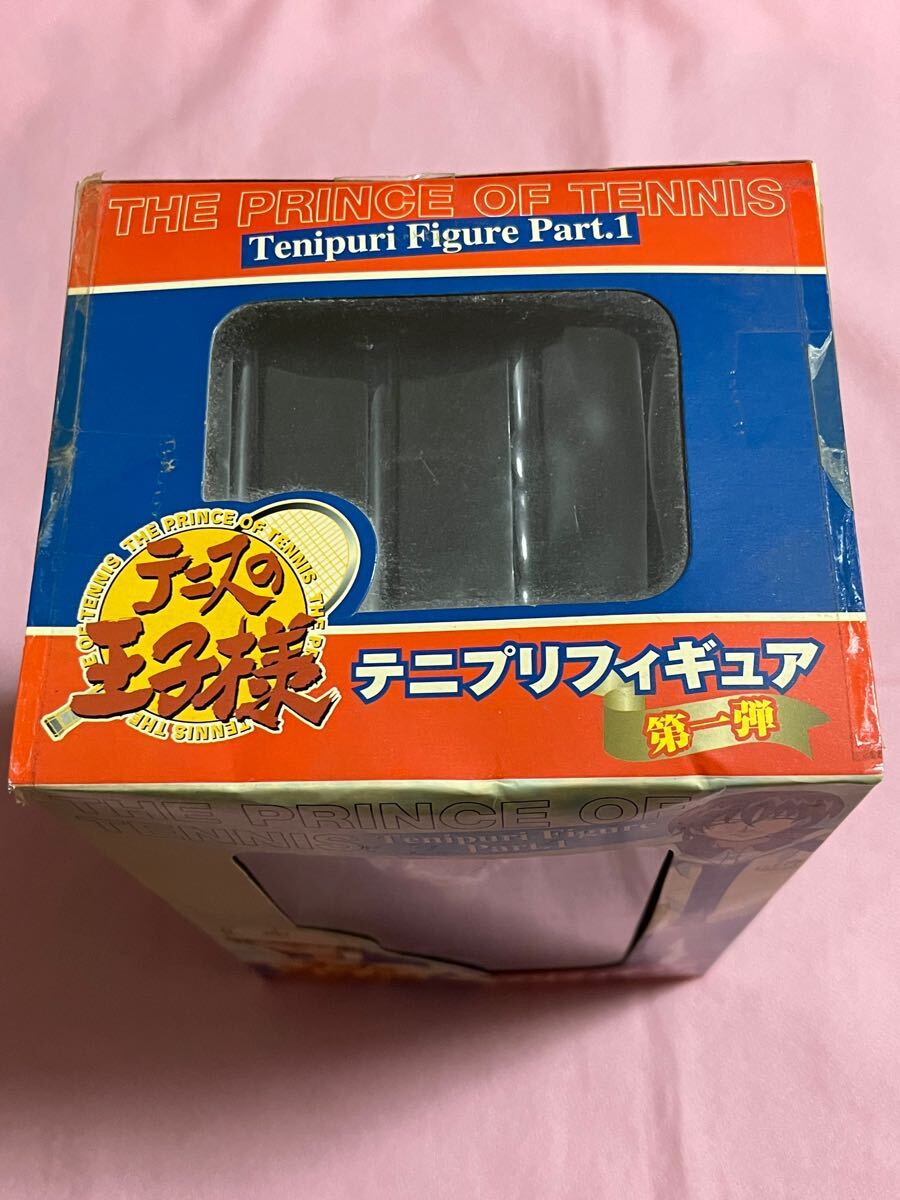 THE PRINCE OF TENNIS
Tenipuri Figure Part.1
THE PRINCE OF TENNIS
テニスの
王子様
テニプリフィギュア
第一弾
THE PRINCE OF
TENNIS
Tenipuri Figure
Part.1